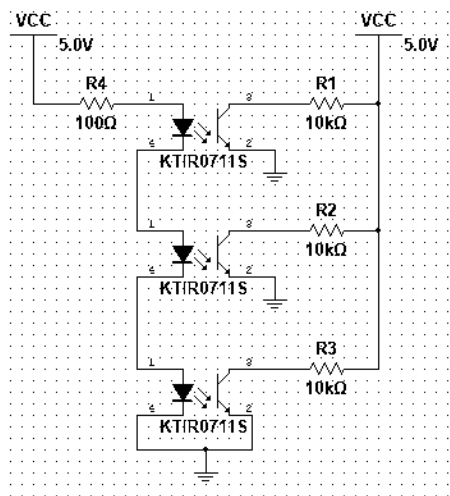 VCC
VCC
5.0V
5.0V
R4
R1
1
3
100Ω
10kΩ
4
2
KTIR0711S
R2
1
3
10kΩ
4
2
KTIR0711S
R3
1
3
10kΩ
4
2
KTIR0711S